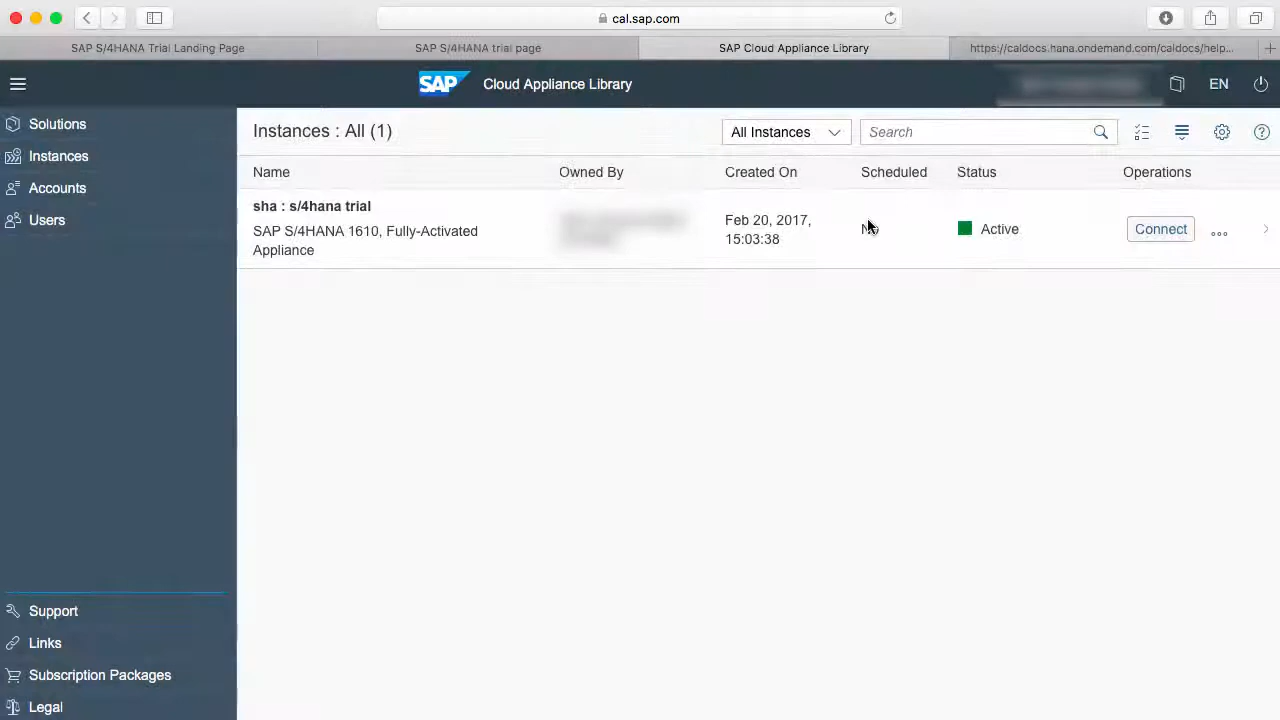 cal.sap.com
SAP S/4HANA Trial Landing Page
SAP S/4HANA trial page
SAP Cloud Appliance Library
https://caldocs.hana.ondemand.com/caldocs/help...
SAP Cloud Appliance Library
EN
Solutions
Instances
Accounts
Users
Support
Links
Subscription Packages
Legal
Instances : All (1)
All Instances
Search
Name
Owned By
Created On
Scheduled
Status
Operations
sha : s/4hana trial
SAP S/4HANA 1610, Fully-Activated
Appliance
Feb 20, 2017,
15:03:38
Active
Connect